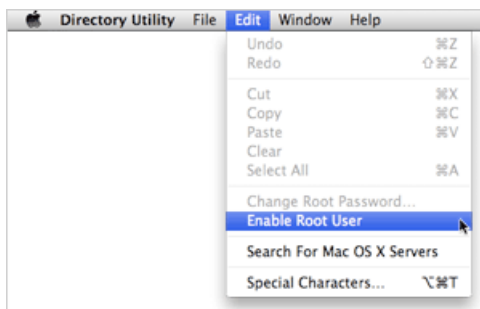 Directory Utility File Edit Window Help
Undo ⌘Z
Redo ⇧⌘Z
Cut ⌘X
Copy ⌘C
Paste ⌘V
Clear
Select All ⌘A
Change Root Password...
Enable Root User
Search For Mac OS X Servers
Special Characters... ⌥⌘T